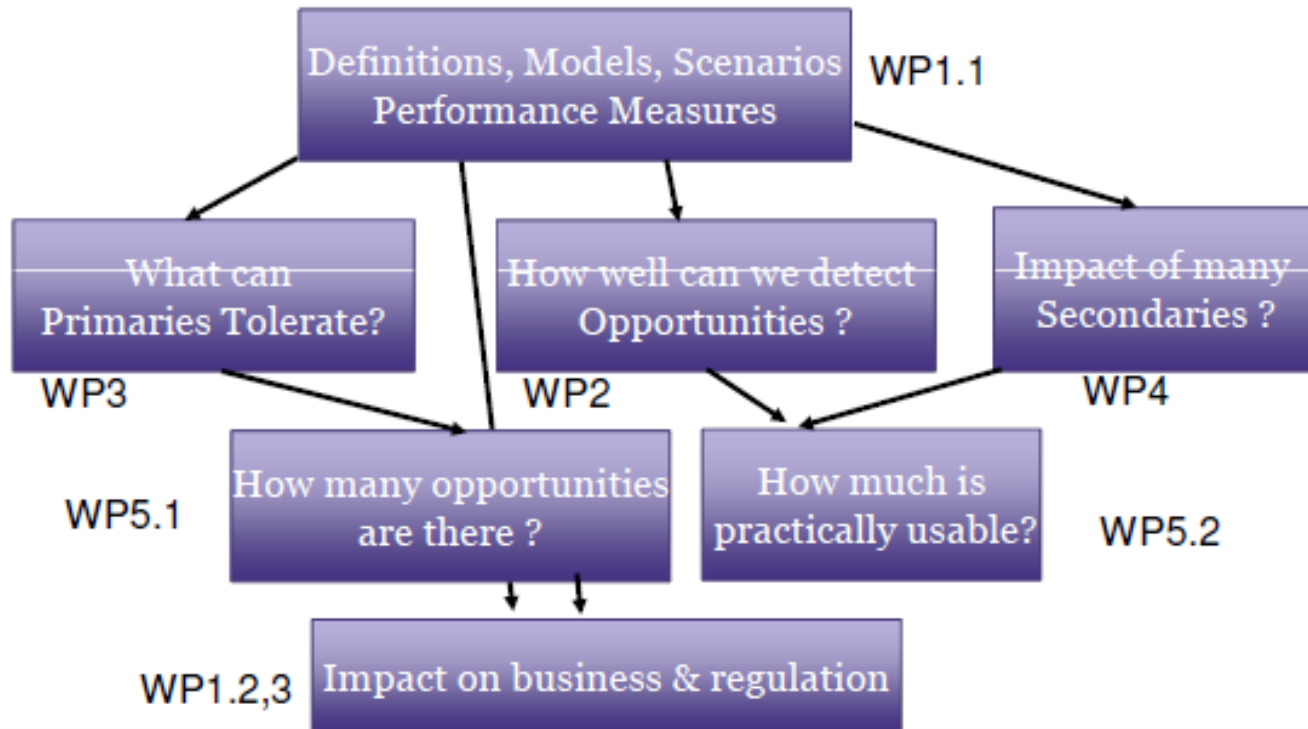 Definitions, Models, Scenarios
Performance Measures
WP1.1
What can
Primaries Tolerate?
How well can we detect
Opportunities ?
Impact of many
Secondaries ?
WP3
WP2
WP4
WP5.1
How many opportunities
are there ?
How much is
practically usable?
WP5.2
WP1.2,3
Impact on business & regulation